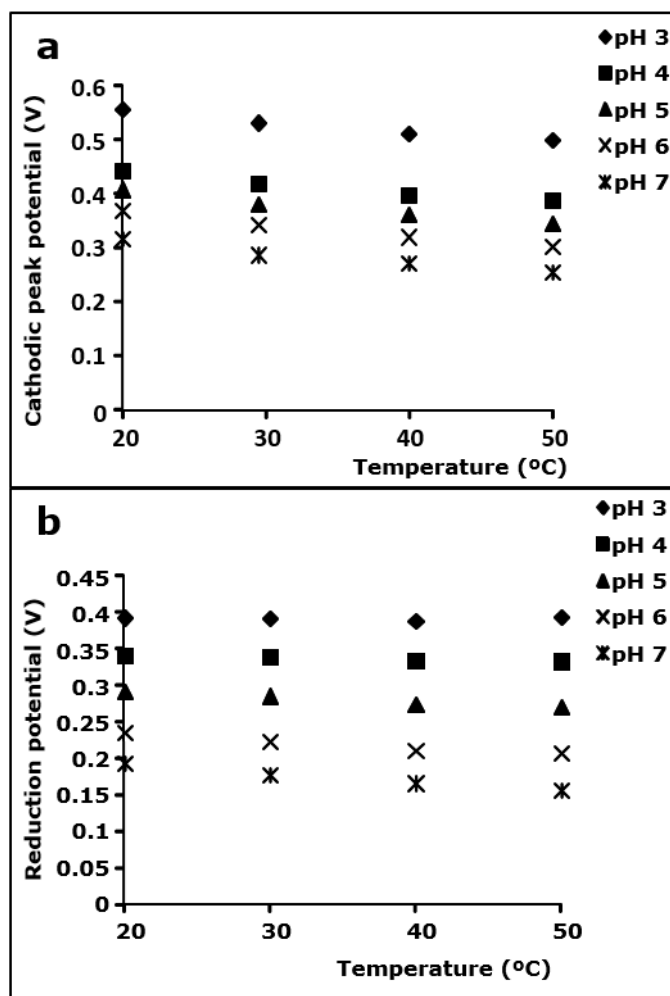 a
pH 3
pH 4
pH 5
pH 6
pH 7
Cathodic peak potential (V)
0.6
0.5
0.4
0.3
0.2
0.1
0
20 30 40 50
Temperature (ºC)
b
pH 3
pH 4
pH 5
pH 6
pH 7
Reduction potential (V)
0.45
0.4
0.35
0.3
0.25
0.2
0.15
0.1
0.05
0
20 30 40 50
Temperature (ºC)